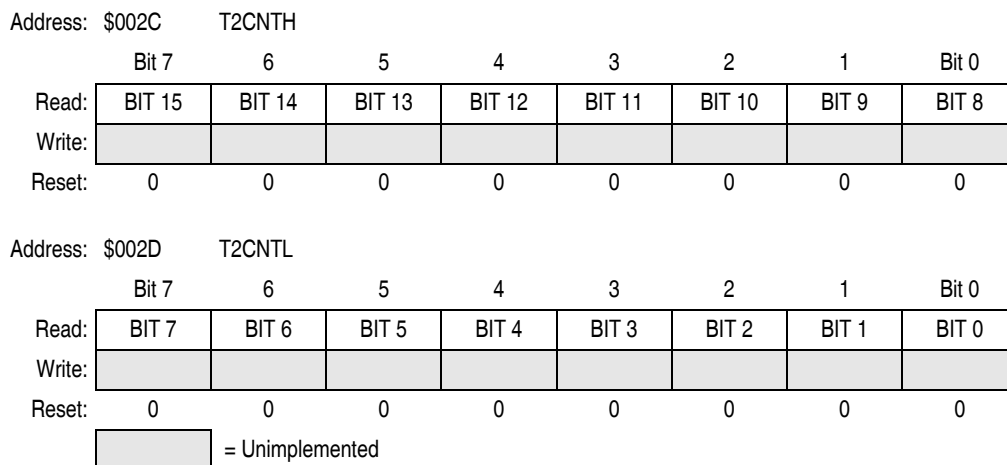 Address: $002C T2CNTH
Bit 7 6 5 4 3 2 1 Bit 0
Read: BIT 15 BIT 14 BIT 13 BIT 12 BIT 11 BIT 10 BIT 9 BIT 8
Write:
Reset: 0 0 0 0 0 0 0 0
Address: $002D T2CNTL
Bit 7 6 5 4 3 2 1 Bit 0
Read: BIT 7 BIT 6 BIT 5 BIT 4 BIT 3 BIT 2 BIT 1 BIT 0
Write:
Reset: 0 0 0 0 0 0 0 0
= Unimplemented